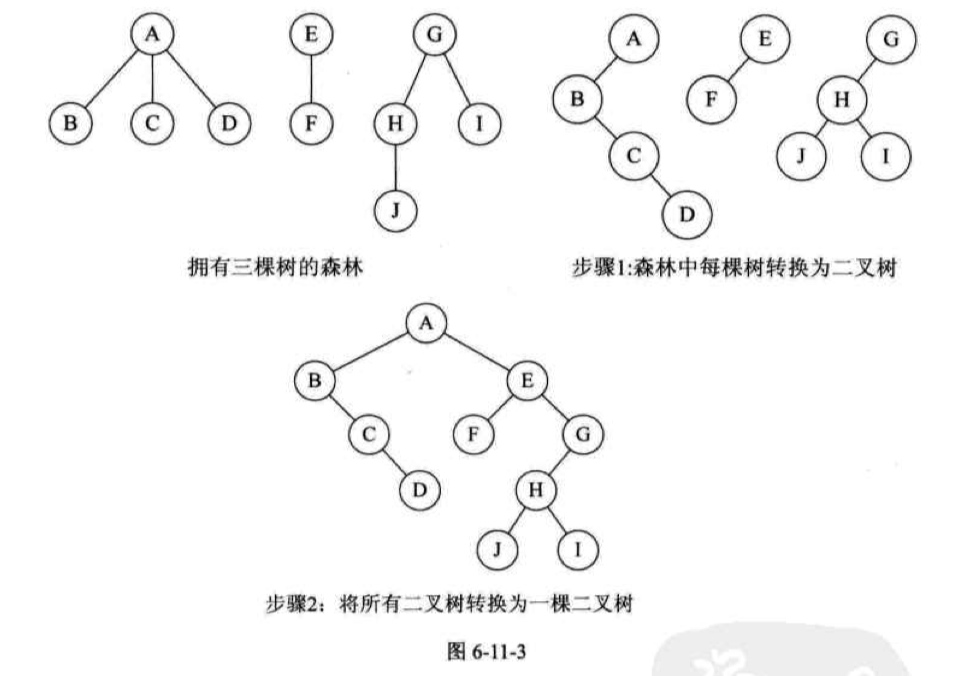 A E G A E G
B C D F H I B F H
C J I
J D
拥有三棵树的森林 步骤1:森林中每棵树转换为二叉树
A
B E
C F G
D H
J I
步骤2：将所有二叉树转换为一棵二叉树
图 6-11-3